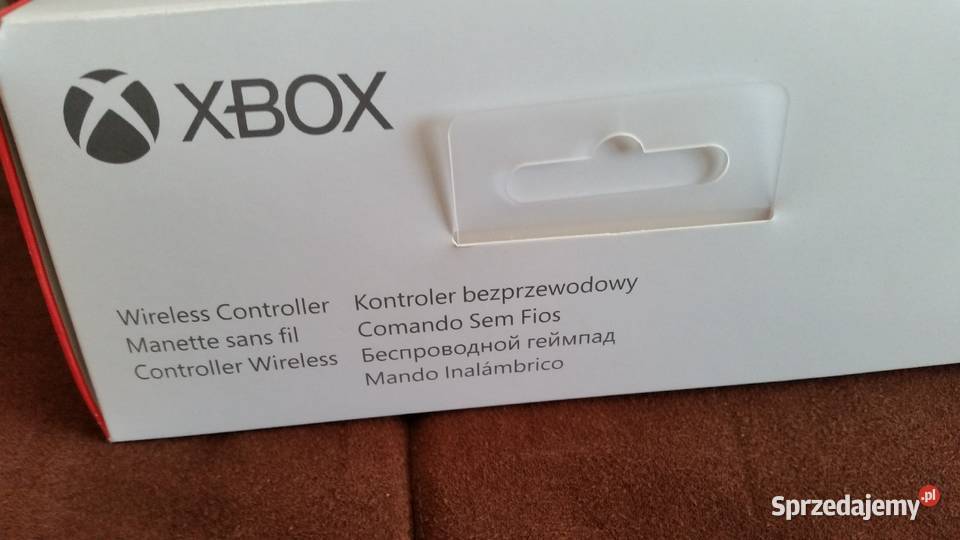 XBOX
Wireless Controller
Manette sans fil
Controller Wireless
Kontroler bezprzewodowy
Comando Sem Fios
Беспроводной геймпад
Mando Inalámbrico
Sprzedajemy.pl